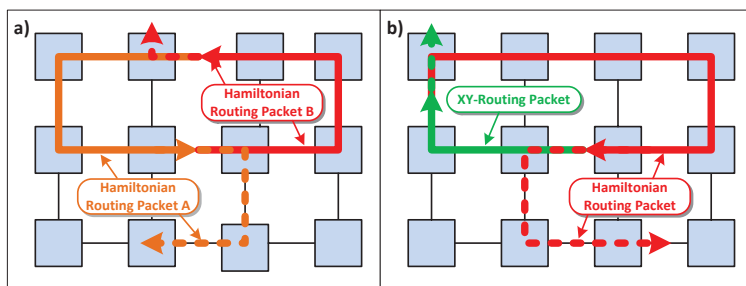 a)
Hamiltonian
Routing Packet B
Hamiltonian
Routing Packet A
b)
XY-Routing Packet
Hamiltonian
Routing Packet